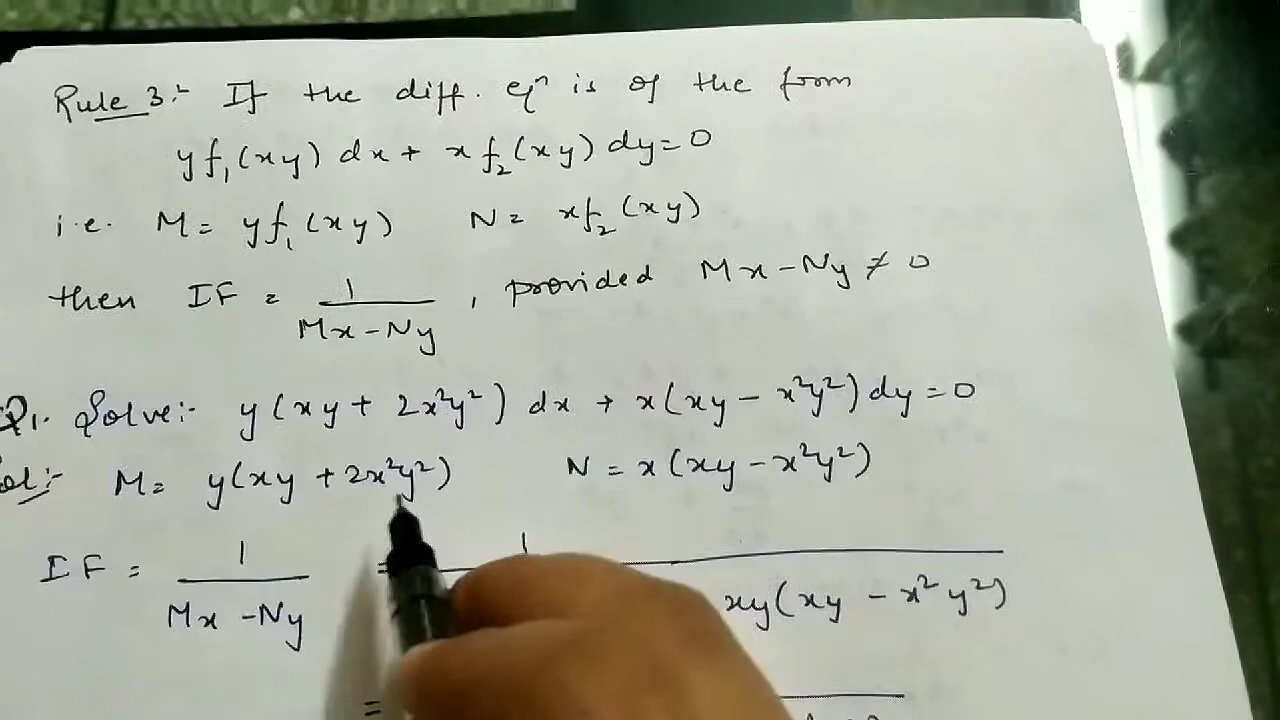 Rule 3:- If the diff. eqn is of the form
yf₁(xy) dx + xf₂(xy) dy = 0
i.e. M = yf₁(xy) N = xf₂(xy)
then IF = 1/(Mx - Ny) , provided Mx - Ny ≠ 0
Q1. Solve:- y(xy + 2x²y²) dx + x(xy - x²y²) dy = 0
M = y(xy + 2x²y²) N = x(xy - x²y²)
IF = 1/(Mx - Ny) = 1/ xy(xy - x²y²)
=